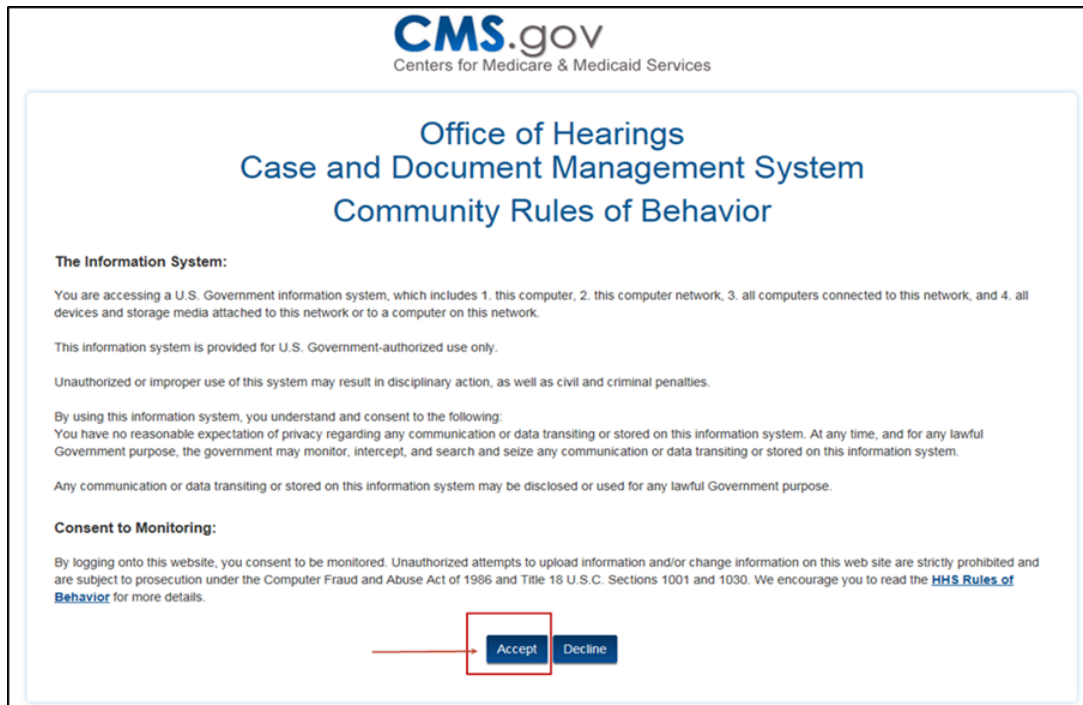 CMS.gov
Centers for Medicare & Medicaid Services
Office of Hearings
Case and Document Management System
Community Rules of Behavior
The Information System:
You are accessing a U.S. Government information system, which includes 1. this computer, 2. this computer network, 3. all computers connected to this network, and 4. all
devices and storage media attached to this network or to a computer on this network.
This information system is provided for U.S. Government-authorized use only.
Unauthorized or improper use of this system may result in disciplinary action, as well as civil and criminal penalties.
By using this information system, you understand and consent to the following:
You have no reasonable expectation of privacy regarding any communication or data transiting or stored on this information system. At any time, and for any lawful
Government purpose, the government may monitor, intercept, and search and seize any communication or data transiting or stored on this information system.
Any communication or data transiting or stored on this information system may be disclosed or used for any lawful Government purpose.
Consent to Monitoring:
By logging onto this website, you consent to be monitored. Unauthorized attempts to upload information and/or change information on this web site are strictly prohibited and
are subject to prosecution under the Computer Fraud and Abuse Act of 1986 and Title 18 U.S.C. Sections 1001 and 1030. We encourage you to read the HHS Rules of
Behavior for more details.
Accept Decline